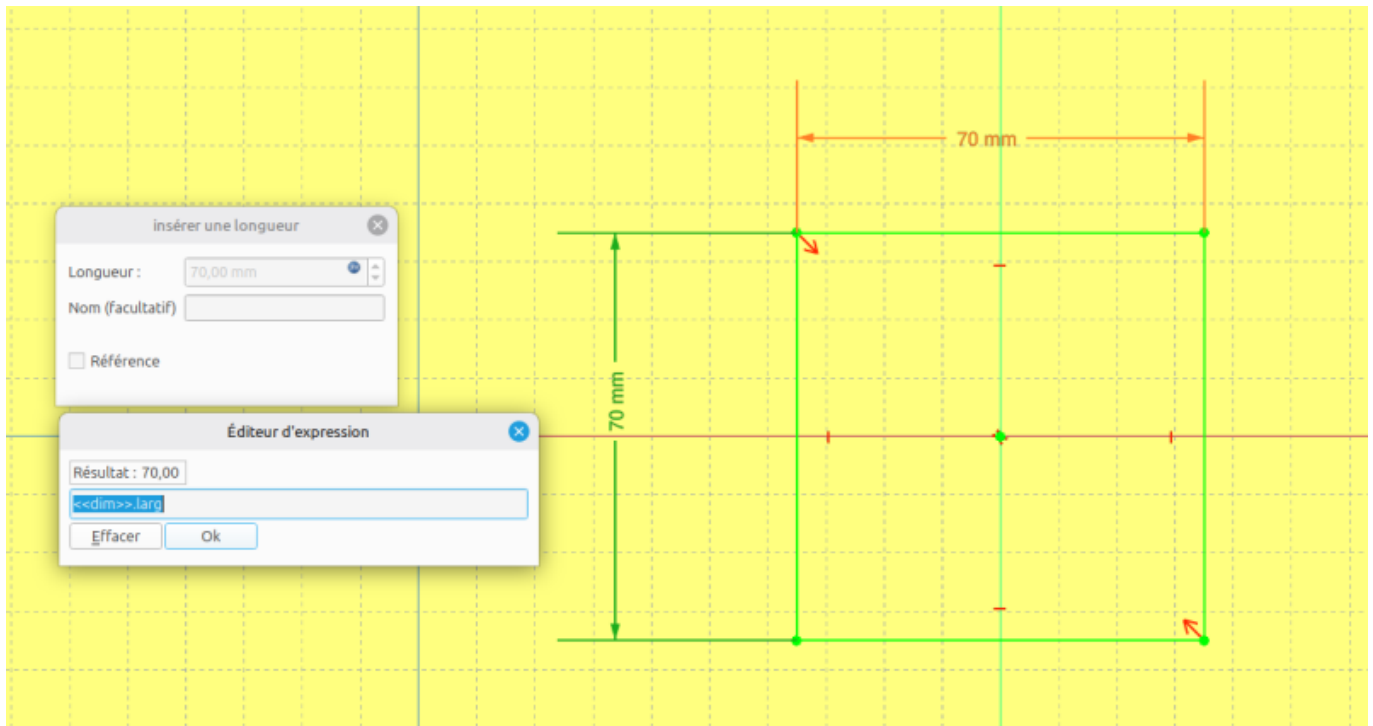 70 mm
insérer une longueur
Longueur : 70,00 mm
Nom (facultatif)
Référence
70 mm
Éditeur d'expression
Résultat : 70,00
<<dim>>.larg
Effacer Ok